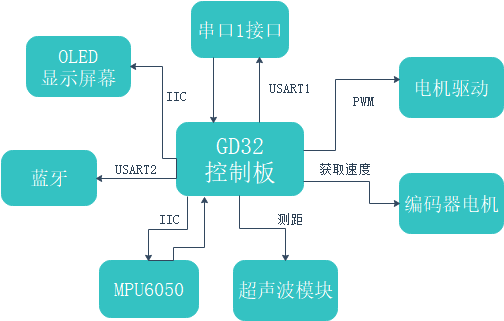 串口1接口
OLED
显示屏幕
IIC
USART1
PWM
电机驱动
GD32
控制板
蓝牙
USART2
获取速度
编码器电机
IIC
测距
MPU6050
超声波模块